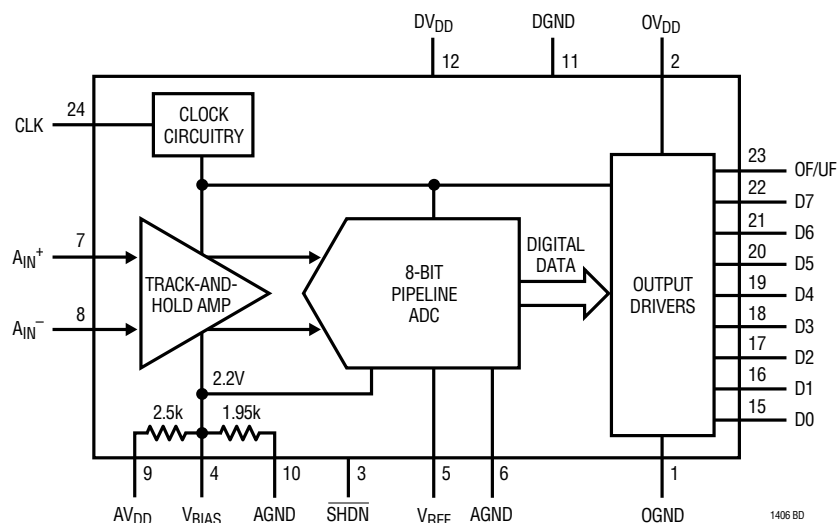 DVDD
DGND
OVDD
12
11
2
24
CLK
CLOCK
CIRCUITRY
23
OF/UF
22
D7
7
AIN+
21
D6
TRACK-AND-
HOLD AMP
8-BIT
PIPELINE
ADC
DIGITAL
DATA
20
D5
OUTPUT
DRIVERS
19
D4
8
AIN–
18
D3
17
D2
2.2V
16
D1
2.5k
1.95k
15
D0
9
4
10
3
5
6
1
AVDD
VBIAS
AGND
SHDN
VREF
AGND
OGND
1406 BD